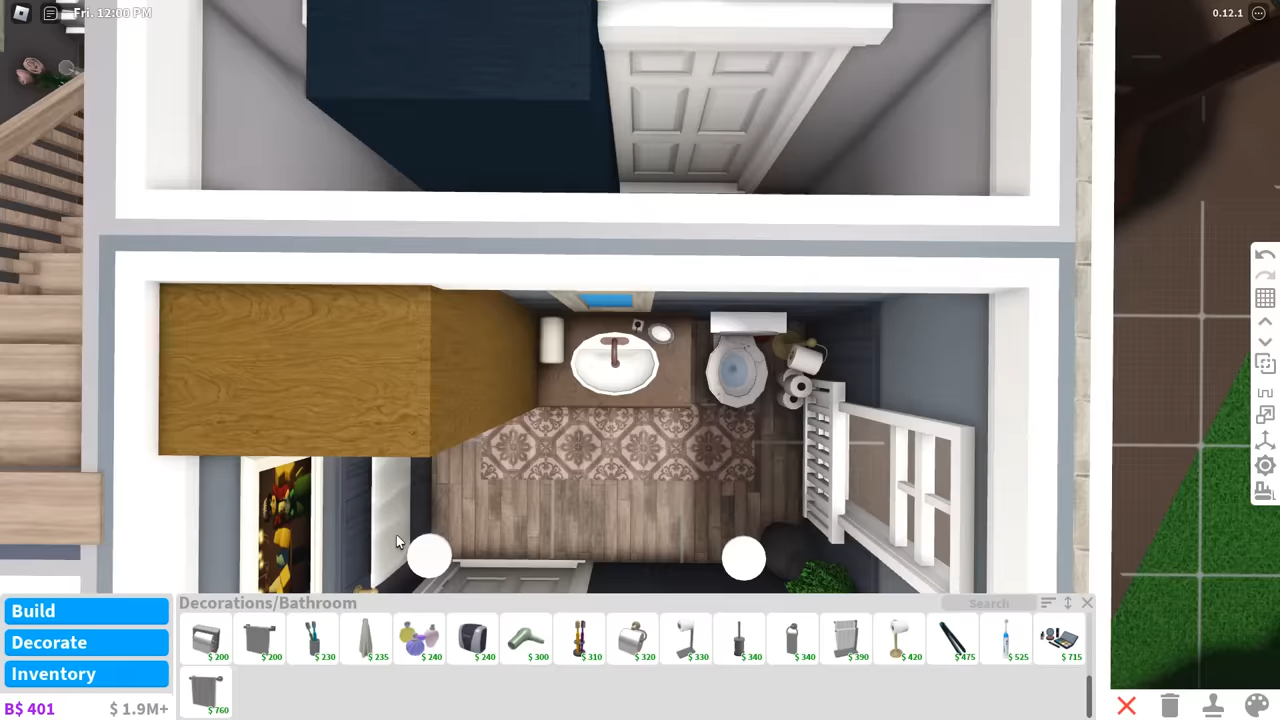 Fri. 12:00 PM
0.12.1
Build
Decorate
Inventory
B$ 401
$ 1.9M+
Decorations/Bathroom
Search
$ 200
$ 200
$ 230
$ 235
$ 240
$ 240
$ 300
$ 310
$ 320
$ 330
$ 340
$ 340
$ 390
$ 420
$ 475
$ 525
$ 715
$ 760